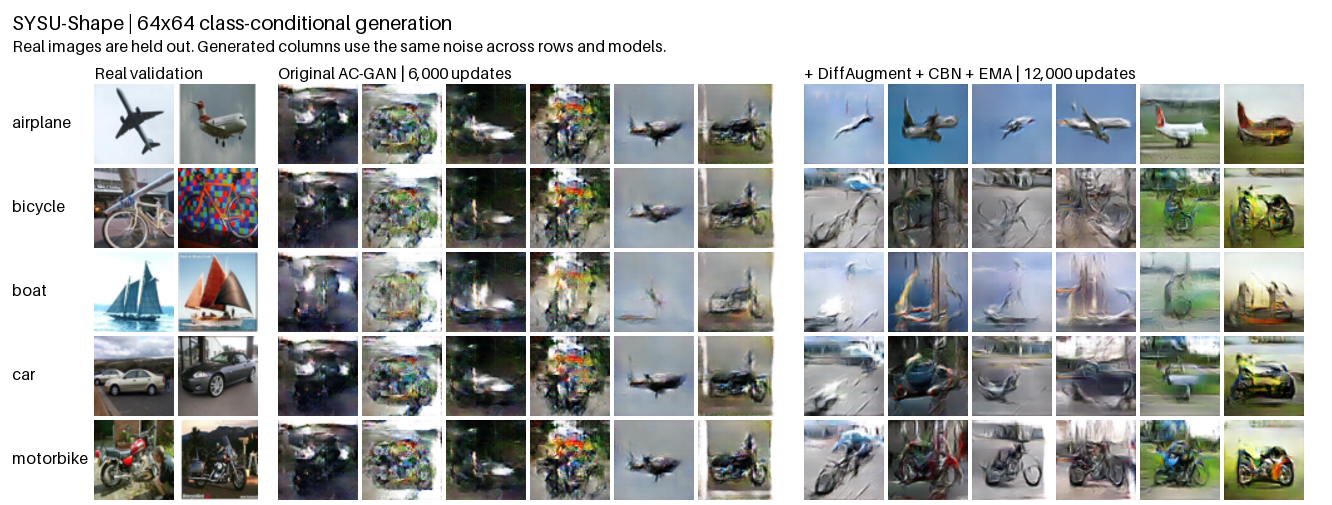 SYSU-Shape | 64x64 class-conditional generation
Real images are held out. Generated columns use the same noise across rows and models.
Real validation
Original AC-GAN | 6,000 updates
+ DiffAugment + CBN + EMA | 12,000 updates
airplane
bicycle
boat
car
motorbike